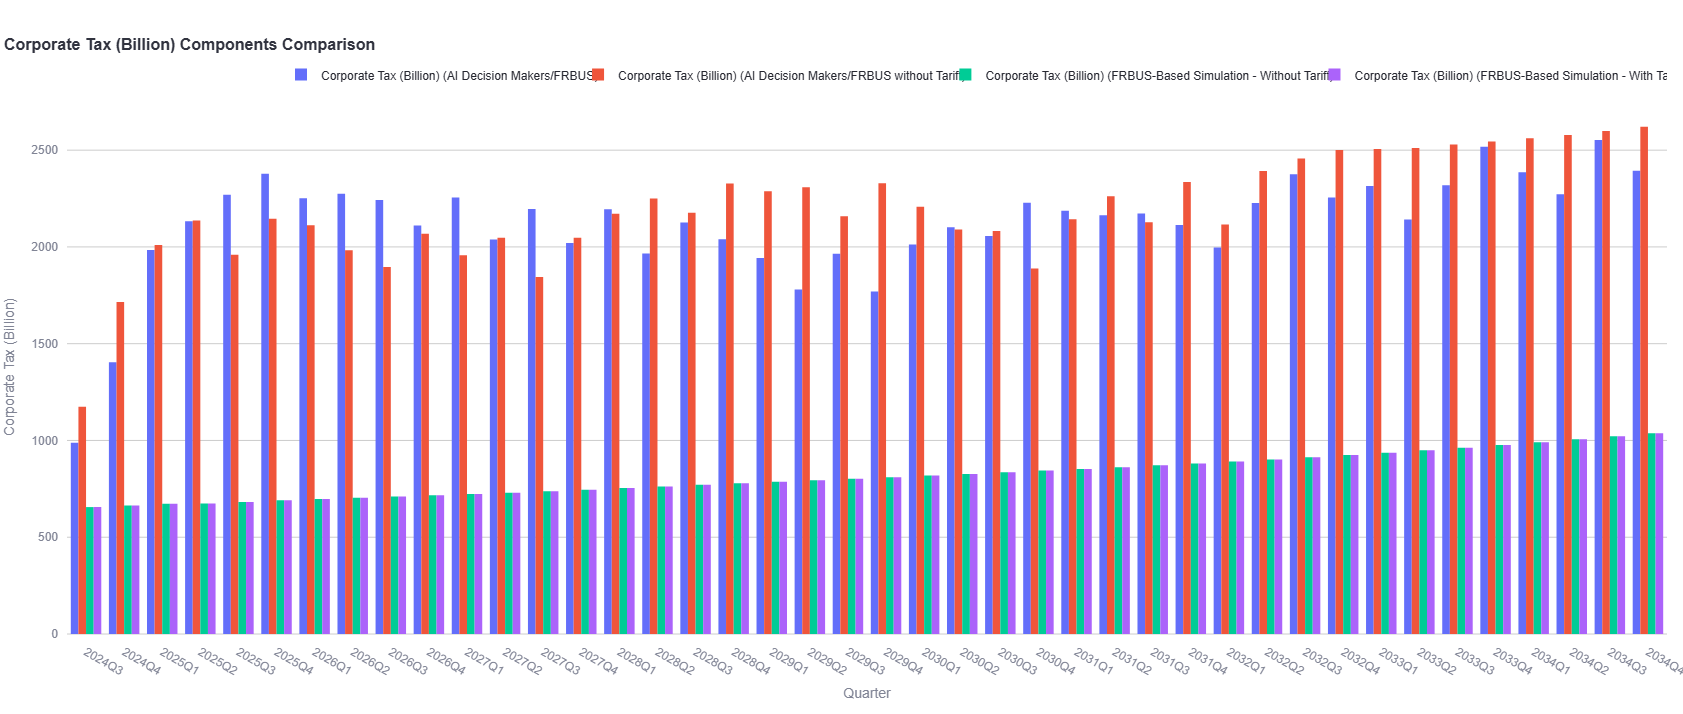 Corporate Tax (Billion) Components Comparison
Corporate Tax (Billion) (AI Decision Makers/FRBUS) Corporate Tax (Billion) (AI Decision Makers/FRBUS without Tariff) Corporate Tax (Billion) (FRBUS-Based Simulation - Without Tariff) Corporate Tax (Billion) (FRBUS-Based Simulation - With Ta
Corporate Tax (Billion)
2500
2000
1500
1000
500
0
2024Q3 2024Q4 2025Q1 2025Q2 2025Q3 2025Q4 2026Q1 2026Q2 2026Q3 2026Q4 2027Q1 2027Q2 2027Q3 2027Q4 2028Q1 2028Q2 2028Q3 2028Q4 2029Q1 2029Q2 2029Q3 2029Q4 2030Q1 2030Q2 2030Q3 2030Q4 2031Q1 2031Q2 2031Q3 2031Q4 2032Q1 2032Q2 2032Q3 2032Q4 2033Q1 2033Q2 2033Q3 2033Q4 2034Q1 2034Q2 2034Q3 2034Q4
Quarter